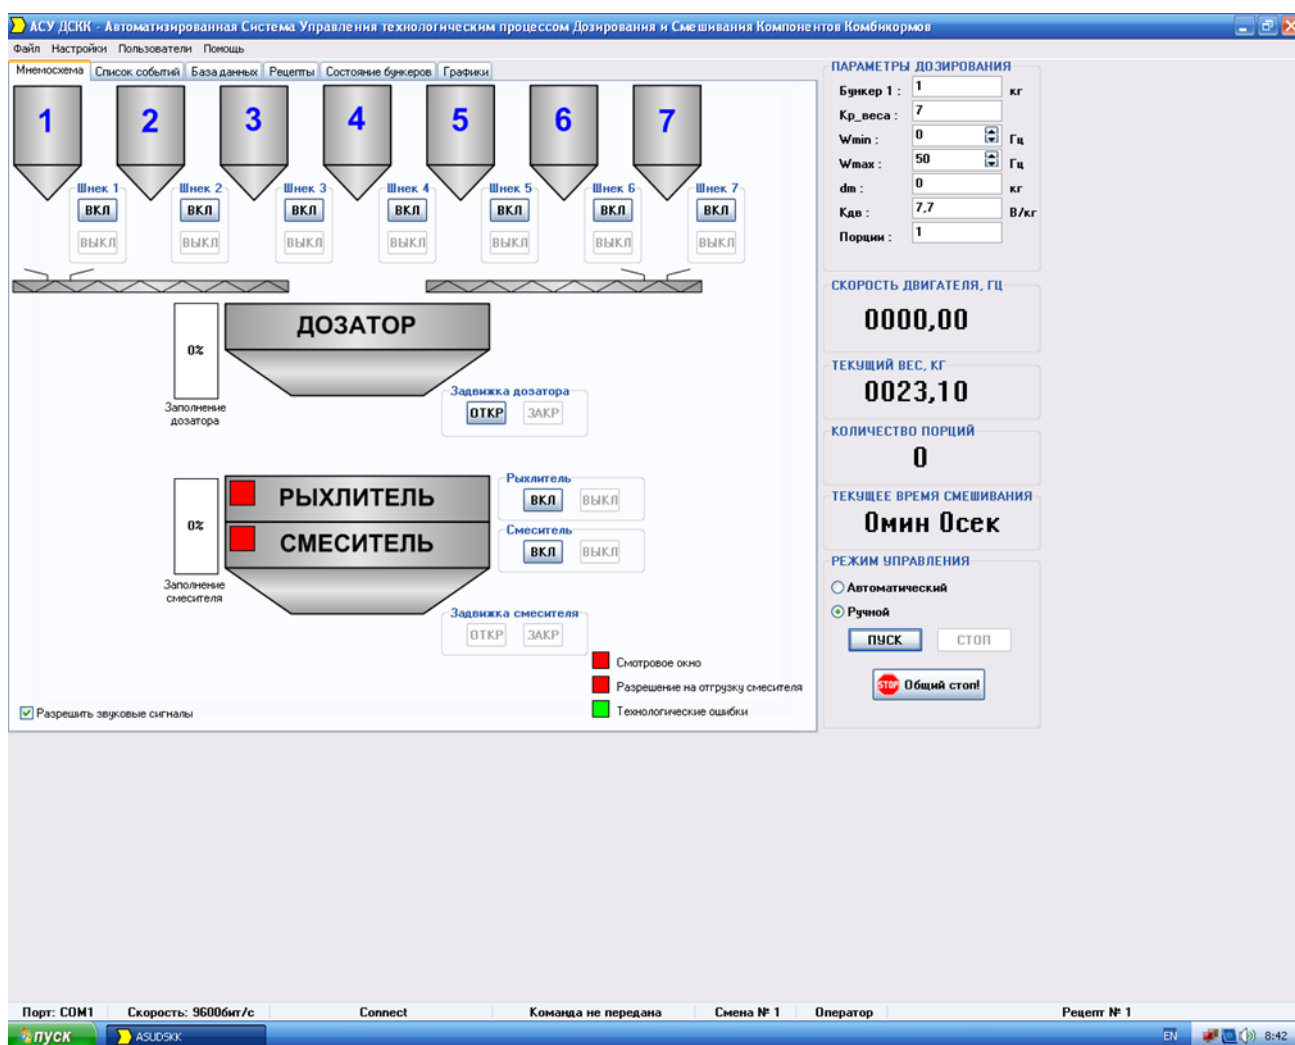 АСУ ДСКК - Автоматизированная Система Управления технологическим процессом Дозирования и Смешивания Компонентов Комбикормов
Файл Настройки Пользователи Помощь
Мнемосхема Список событий База данных Рецепты Состояние бункеров Графики
1 2 3 4 5 6 7
Шнек 1 Шнек 2 Шнек 3 Шнек 4 Шнек 5 Шнек 6 Шнек 7
ВКЛ ВКЛ ВКЛ ВКЛ ВКЛ ВКЛ ВКЛ
ВЫКЛ ВЫКЛ ВЫКЛ ВЫКЛ ВЫКЛ ВЫКЛ ВЫКЛ
ДОЗАТОР
0%
Заполнение
дозатора
Задвижка дозатора
ОТКР ЗАКР
РЫХЛИТЕЛЬ
Рыхлитель
ВКЛ ВЫКЛ
0%
СМЕСИТЕЛЬ
Смеситель
ВКЛ ВЫКЛ
Заполнение
смесителя
Задвижка смесителя
ОТКР ЗАКР
Смотровое окно
Разрешение на отгрузку смесителя
Технологические ошибки
Разрешить звуковые сигналы
ПАРАМЕТРЫ ДОЗИРОВАНИЯ
Бункер 1 : 1 кг
Кр_веса : 7
Wmin : 0 Гц
Wmax : 50 Гц
dm : 0 кг
Кдв : 7,7 В/кг
Порции : 1
СКОРОСТЬ ДВИГАТЕЛЯ, ГЦ
0000,00
ТЕКУЩИЙ ВЕС, КГ
0023,10
КОЛИЧЕСТВО ПОРЦИЙ
0
ТЕКУЩЕЕ ВРЕМЯ СМЕШИВАНИЯ
0мин 0сек
РЕЖИМ УПРАВЛЕНИЯ
Автоматический
Ручной
ПУСК СТОП
STOP Общий стоп!
Порт: COM1 Скорость: 9600бит/с Connect Команда не передана Смена № 1 Оператор Рецепт № 1
пуск ASUDSKK EN 8:42